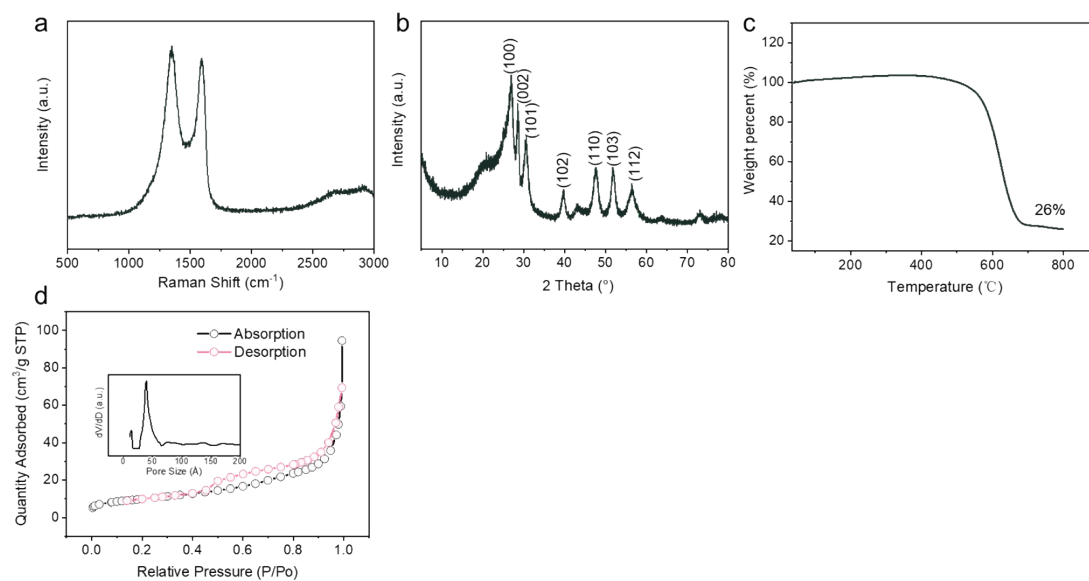 a
Intensity (a.u.)
500 1000 1500 2000 2500 3000
Raman Shift (cm⁻¹)
b
Intensity (a.u.)
(100)
(002)
(101)
(102)
(110)
(103)
(112)
10 20 30 40 50 60 70 80
2 Theta (°)
c
Weight percent (%)
120
100
80
60
40
20
26%
200 400 600 800
Temperature (℃)
d
Quantity Adsorbed (cm³/g STP)
100
80
60
40
20
0
Absorption
Desorption
dV/dD (a.u.)
0 50 100 150 200
Pore Size (Å)
0.0 0.2 0.4 0.6 0.8 1.0
Relative Pressure (P/Po)